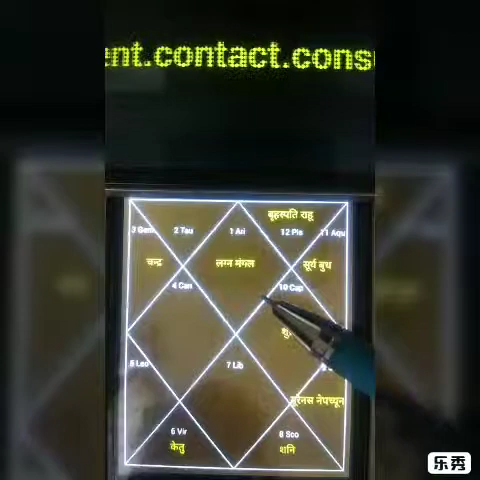 ent.contact.cons
बृहस्पति राहू
3 Gem 2 Tau 1 Ari 12 Pis 11 Aqu
चन्द्र लग्न मंगल सूर्य बुध
4 Can 10 Cap
5 Leo 7 Lib
नेपच्यून
6 Vir 8 Sco
केतु शनि
乐秀